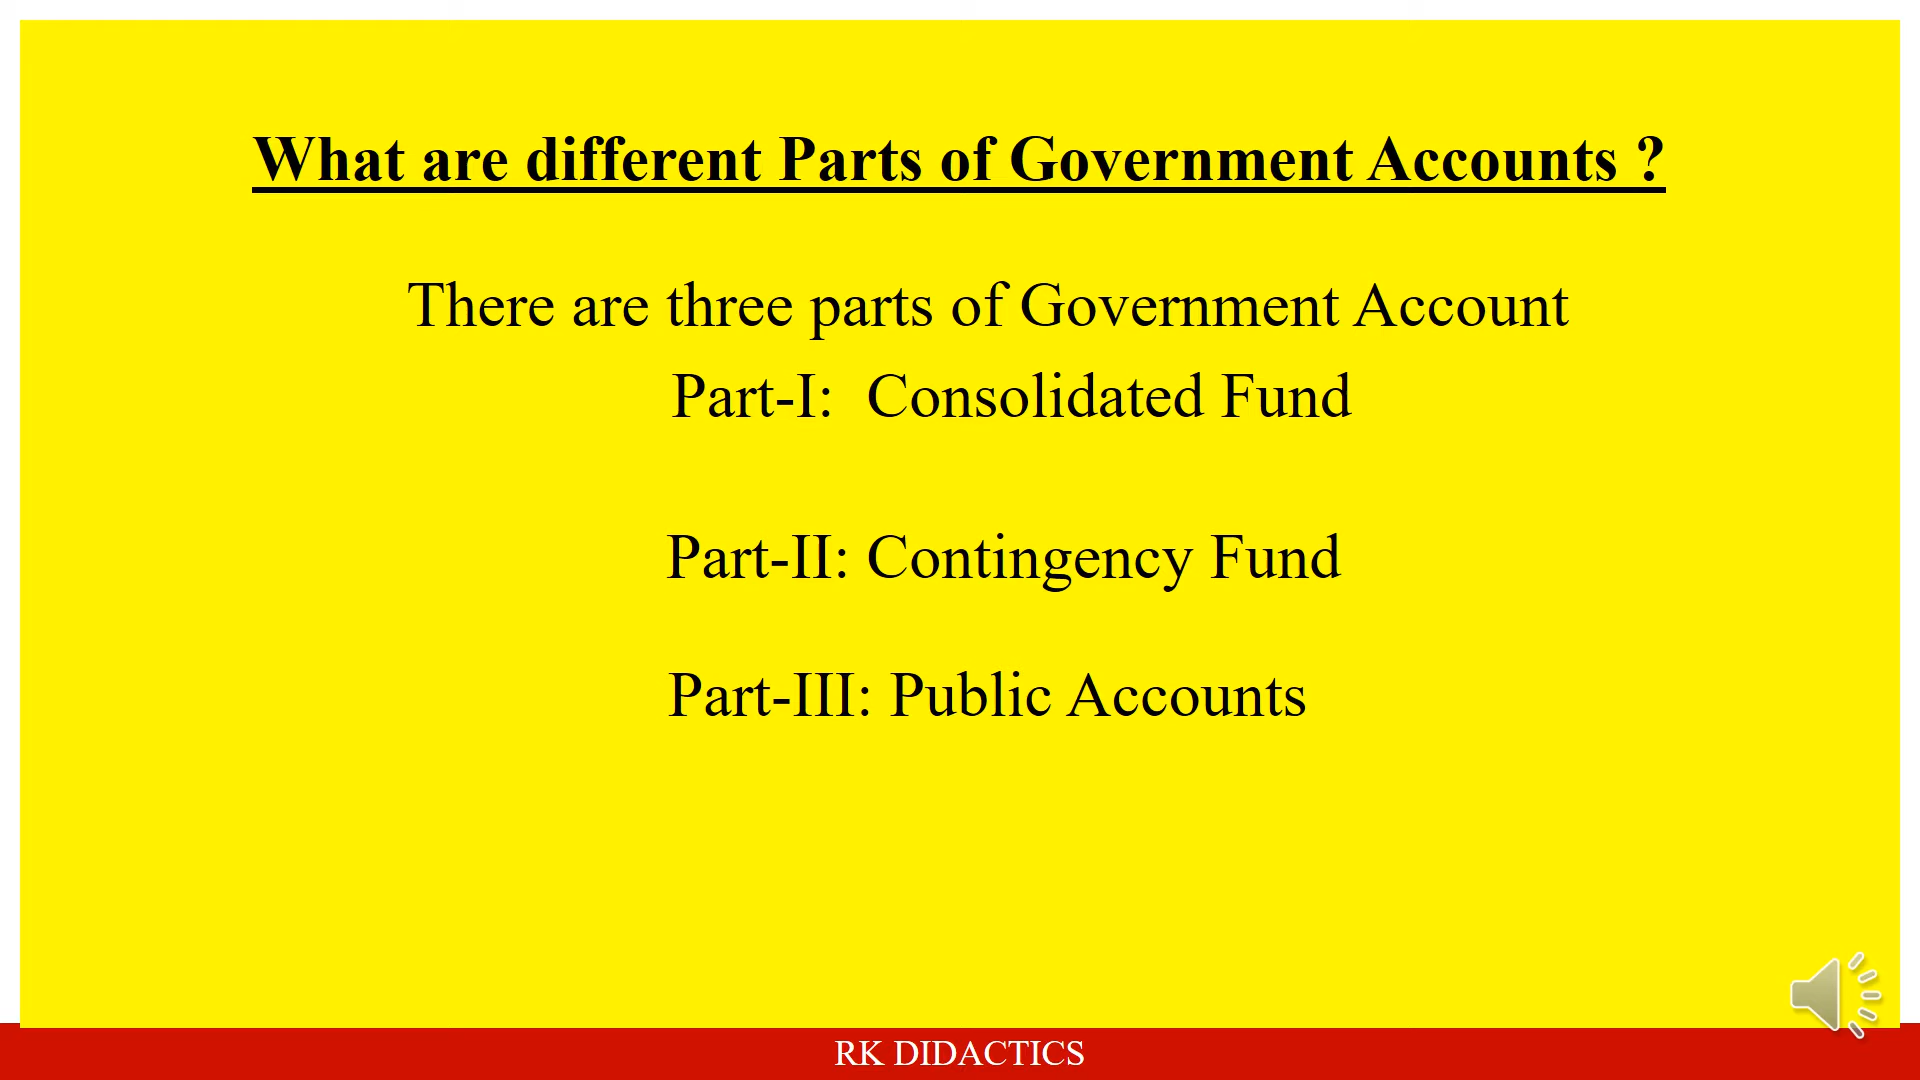 What are different Parts of Government Accounts ?
There are three parts of Government Account
Part-I: Consolidated Fund
Part-II: Contingency Fund
Part-III: Public Accounts
RK DIDACTICS